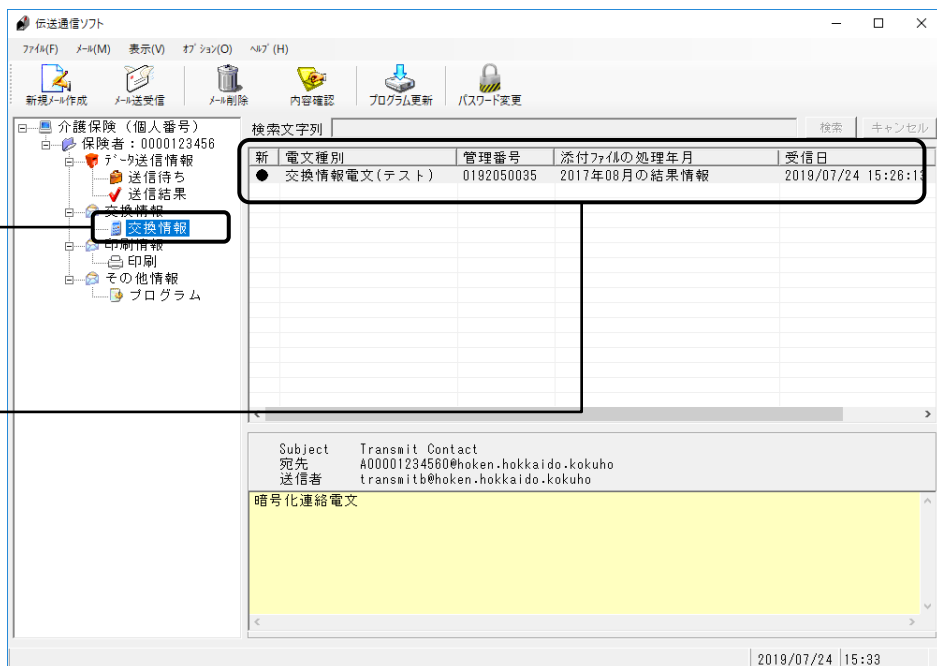 伝送通信ソフト
ﾌｧｲﾙ(F) ﾒｰﾙ(M) 表示(V) ｵﾌﾟｼｮﾝ(O) ﾍﾙﾌﾟ(H)
新規ﾒｰﾙ作成 ﾒｰﾙ送受信 ﾒｰﾙ削除 内容確認 プログラム更新 パスワード変更
検索文字列 検索 キャンセル
介護保険（個人番号）
保険者：0000123456
ﾃﾞｰﾀ送信情報
送信待ち
送信結果
交換情報
交換情報
印刷情報
印刷
その他情報
プログラム
新 電文種別 管理番号 添付ﾌｧｲﾙの処理年月 受信日
● 交換情報電文(テスト) 0192050035 2017年08月の結果情報 2019/07/24 15:26:13
Subject Transmit Contact
宛先 A00001234560@hoken.hokkaido.kokuho
送信者 transmitb@hoken.hokkaido.kokuho
暗号化連絡電文
2019/07/24 15:33